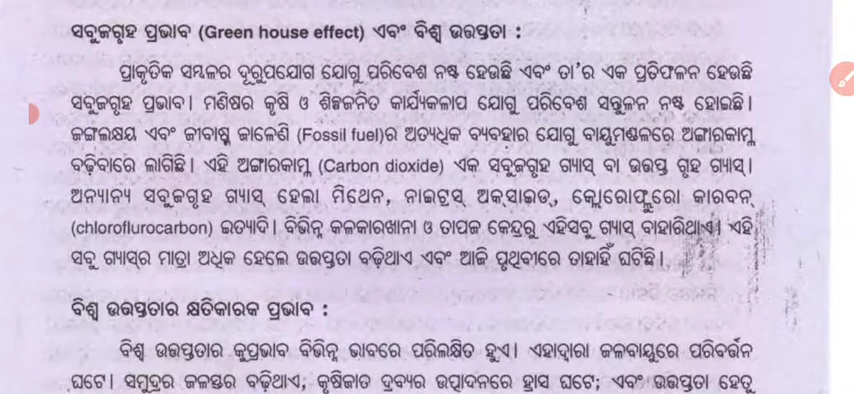 ସବୁଜଗୃହ ପ୍ରଭାବ (Green house effect) ଏବଂ ବିଶ୍ୱ ଉତ୍ତପ୍ତତା :
ପ୍ରାକୃତିକ ସମ୍ବଳର ଦୂରୁପଯୋଗ ଯୋଗୁ ପରିବେଶ ନଷ୍ଟ ହେଉଛି ଏବଂ ତା'ର ଏକ ପ୍ରତିଫଳନ ହେଉଛି
ସବୁଜଗୃହ ପ୍ରଭାବ। ମଣିଷର କୃଷି ଓ ଶିଳ୍ପଜନିତ କାର୍ଯ୍ୟକଳାପ ଯୋଗୁ ପରିବେଶ ସନ୍ତୁଳନ ନଷ୍ଟ ହୋଇଛି।
ଜଙ୍ଗଲକ୍ଷୟ ଏବଂ ଜୀବାଷ୍ମ ଜାଳେଣି (Fossil fuel)ର ଅତ୍ୟଧିକ ବ୍ୟବହାର ଯୋଗୁ ବାୟୁମଣ୍ଡଳରେ ଅଙ୍ଗାରକାମ୍ଳ
ବଢ଼ିବାରେ ଲାଗିଛି। ଏହି ଅଙ୍ଗାରକାମ୍ଳ (Carbon dioxide) ଏକ ସବୁଜଗୃହ ଗ୍ୟାସ୍ ବା ଉତ୍ତପ୍ତ ଗୃହ ଗ୍ୟାସ୍।
ଅନ୍ୟାନ୍ୟ ସବୁଜଗୃହ ଗ୍ୟାସ୍ ହେଲା ମିଥେନ, ନାଇଟ୍ରସ୍ ଅକ୍ସାଇଡ୍, କ୍ଲୋରୋଫ୍ଲୁରୋ କାରବନ୍
(chloroflurocarbon) ଇତ୍ୟାଦି। ବିଭିନ୍ନ କଳକାରଖାନା ଓ ତାପଜ କେନ୍ଦ୍ରରୁ ଏହିସବୁ ଗ୍ୟାସ୍ ବାହାରିଥାଏ। ଏହି
ସବୁ ଗ୍ୟାସ୍‌ର ମାତ୍ରା ଅଧିକ ହେଲେ ଉତ୍ତପ୍ତତା ବଢ଼ିଥାଏ ଏବଂ ଆଜି ପୃଥିବୀରେ ତାହାହିଁ ଘଟିଛି।
ବିଶ୍ୱ ଉତ୍ତପ୍ତତାର କ୍ଷତିକାରକ ପ୍ରଭାବ :
ବିଶ୍ୱ ଉତ୍ତପ୍ତତାର କୁପ୍ରଭାବ ବିଭିନ୍ନ ଭାବରେ ପରିଲକ୍ଷିତ ହୁଏ। ଏହାଦ୍ୱାରା ଜଳବାୟୁରେ ପରିବର୍ତ୍ତନ
ଘଟେ। ସମୁଦ୍ରର ଜଳସ୍ତର ବଢ଼ିଥାଏ, କୃଷିଜାତ ଦ୍ରବ୍ୟର ଉତ୍ପାଦନରେ ହ୍ରାସ ଘଟେ; ଏବଂ ଉତ୍ତପ୍ତତା ହେତୁ